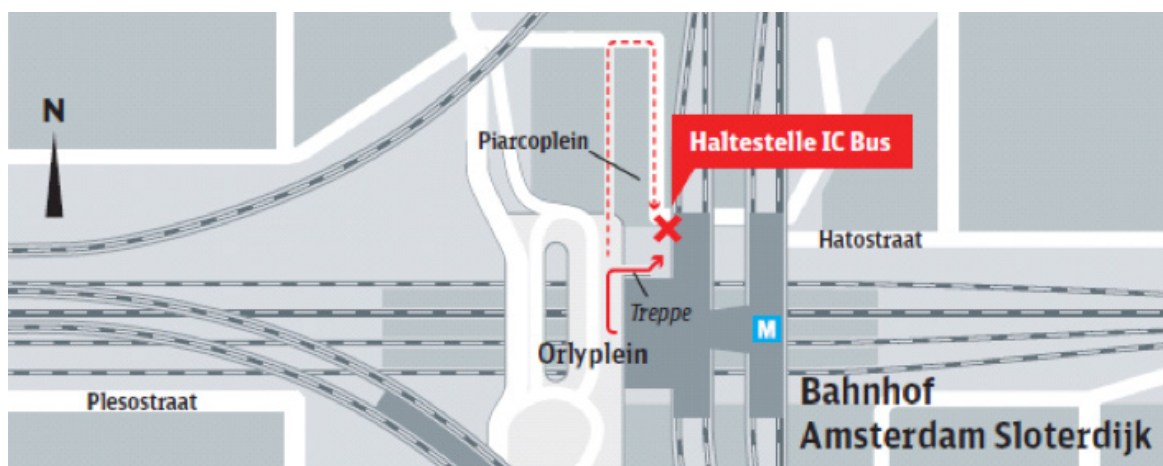 N
Piarcoplein
Haltestelle IC Bus
Hatostraat
Treppe
Orlyplein
M
Plesostraat
Bahnhof
Amsterdam Sloterdijk